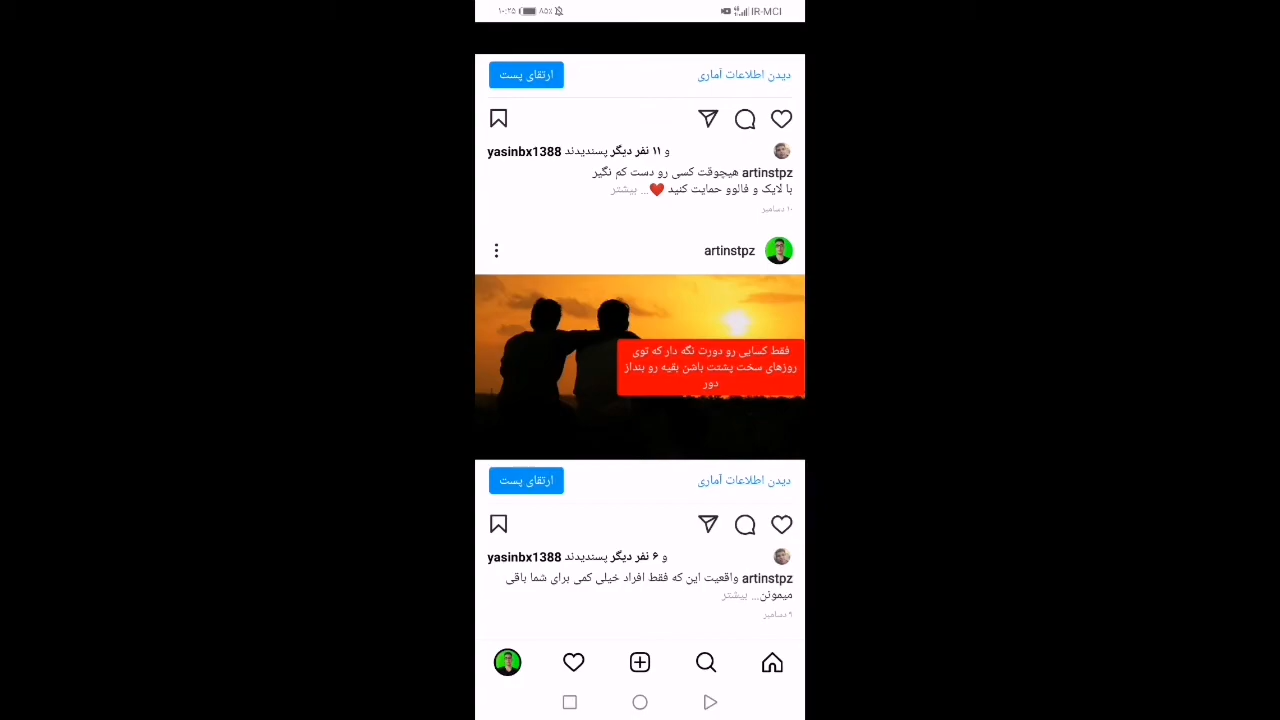 ۱۰:۲۵ ۸۵٪ IR-MCI
دیدن اطلاعات آماری
ارتقای پست
yasinbx1388 و ۱۱ نفر دیگر پسندیدند
artinstpz هیچوقت کسی رو دست کم نگیر
با لایک و فالوو حمایت کنید ❤️... بیشتر
۱۰ دسامبر
artinstpz
فقط کسایی رو دورت نگه دار که توی
روزهای سخت پشتت باشن بقیه رو بنداز
دور
دیدن اطلاعات آماری
ارتقای پست
yasinbx1388 و ۶ نفر دیگر پسندیدند
artinstpz واقعیت این که فقط افراد خیلی کمی برای شما باقی
میمونن... بیشتر
۹ دسامبر